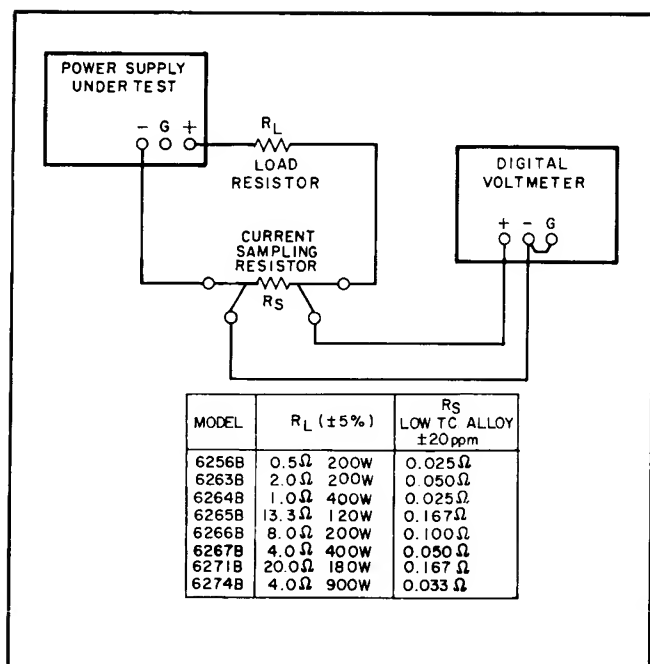 POWER SUPPLY
UNDER TEST
- G +
RL
LOAD
RESISTOR
DIGITAL
VOLTMETER
+ - G
CURRENT
SAMPLING
RESISTOR
RS
MODEL RL (±5%) RS
LOW TC ALLOY
±20ppm
6256B 0.5Ω 200W 0.025Ω
6263B 2.0Ω 200W 0.050Ω
6264B 1.0Ω 400W 0.025Ω
6265B 13.3Ω 120W 0.167Ω
6266B 8.0Ω 200W 0.100Ω
6267B 4.0Ω 400W 0.050Ω
6271B 20.0Ω 180W 0.167Ω
6274B 4.0Ω 900W 0.033Ω